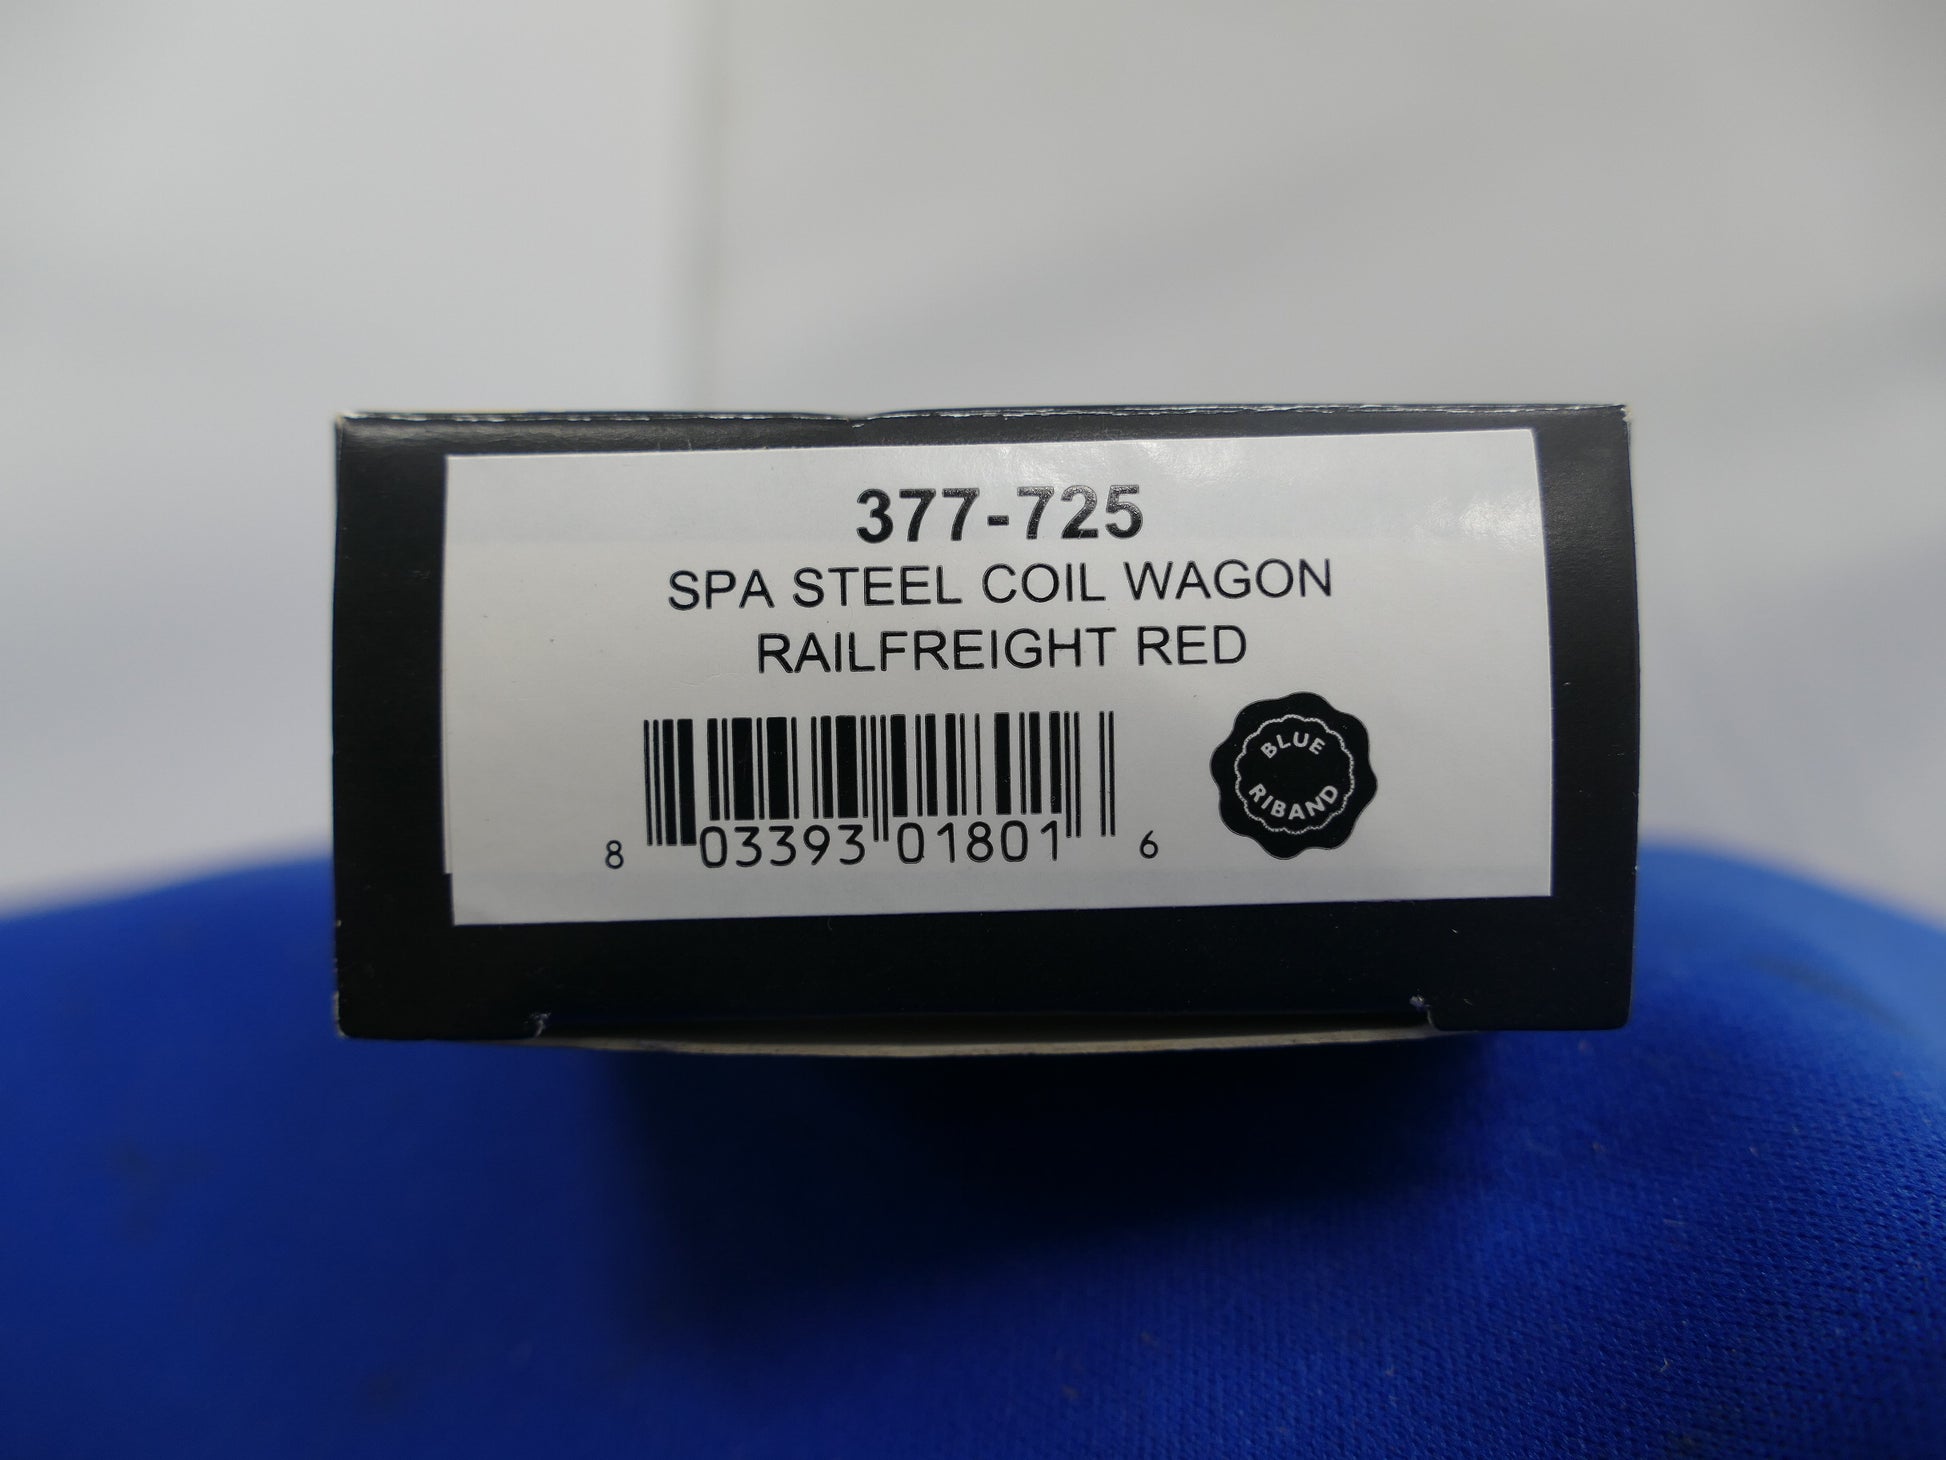 377-725
SPA STEEL COIL WAGON
RAILFREIGHT RED
8 03393 01801 6
BLUE
RIBAND